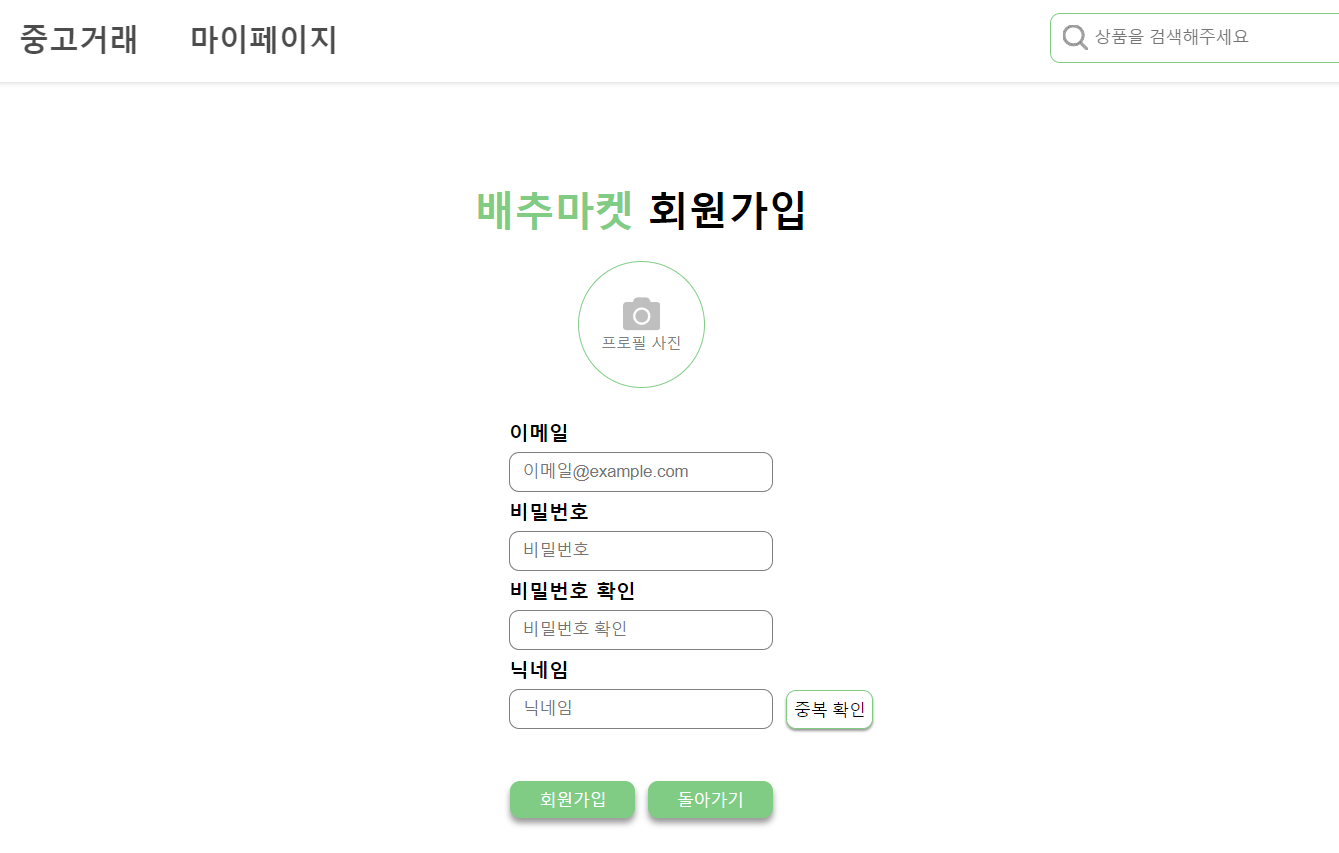 중고거래 마이페이지 상품을 검색해주세요
배추마켓 회원가입
프로필 사진
이메일
이메일@example.com
비밀번호
비밀번호
비밀번호 확인
비밀번호 확인
닉네임
닉네임 중복 확인
회원가입 돌아가기